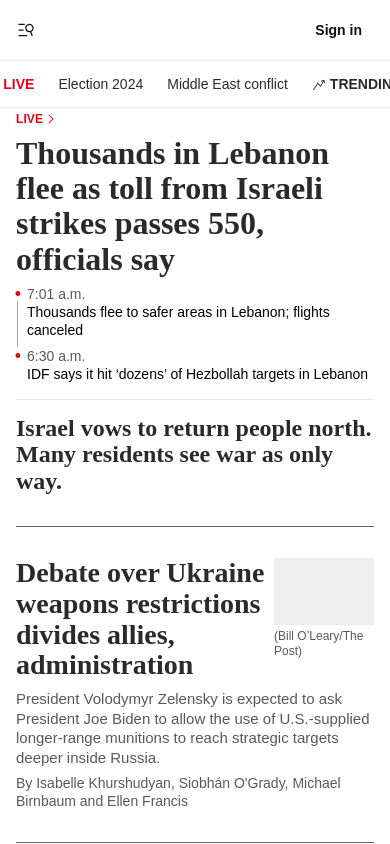 Sign in
LIVE Election 2024 Middle East conflict TRENDIN
LIVE
Thousands in Lebanon
flee as toll from Israeli
strikes passes 550,
officials say
7:01 a.m.
Thousands flee to safer areas in Lebanon; flights
canceled
6:30 a.m.
IDF says it hit ‘dozens’ of Hezbollah targets in Lebanon
Israel vows to return people north.
Many residents see war as only
way.
Debate over Ukraine
weapons restrictions
divides allies,
administration
(Bill O’Leary/The
Post)
President Volodymyr Zelensky is expected to ask
President Joe Biden to allow the use of U.S.-supplied
longer-range munitions to reach strategic targets
deeper inside Russia.
By Isabelle Khurshudyan, Siobhán O'Grady, Michael
Birnbaum and Ellen Francis